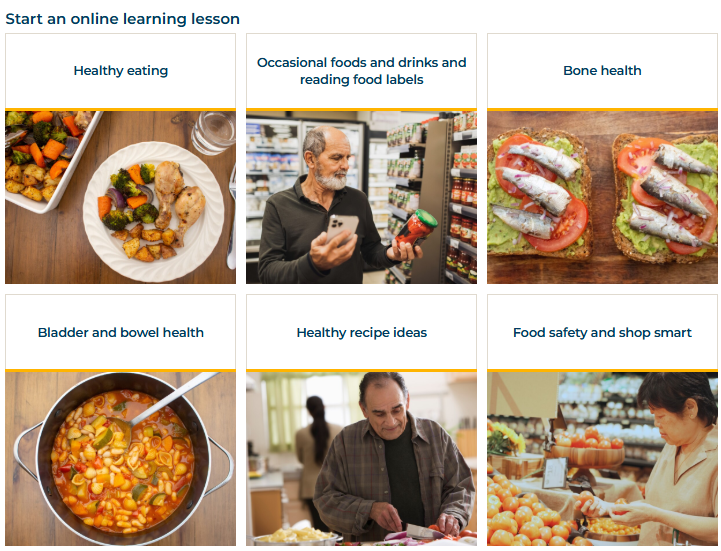 Start an online learning lesson
Healthy eating
Occasional foods and drinks and
reading food labels
Bone health
Bladder and bowel health
Healthy recipe ideas
Food safety and shop smart